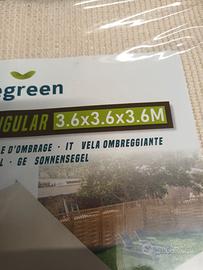 egreen
NGULAR 3.6x3.6x3.6M
E D'OMBRAGE · IT VELA OMBREGGIANTE
L · GE SONNENSEGEL